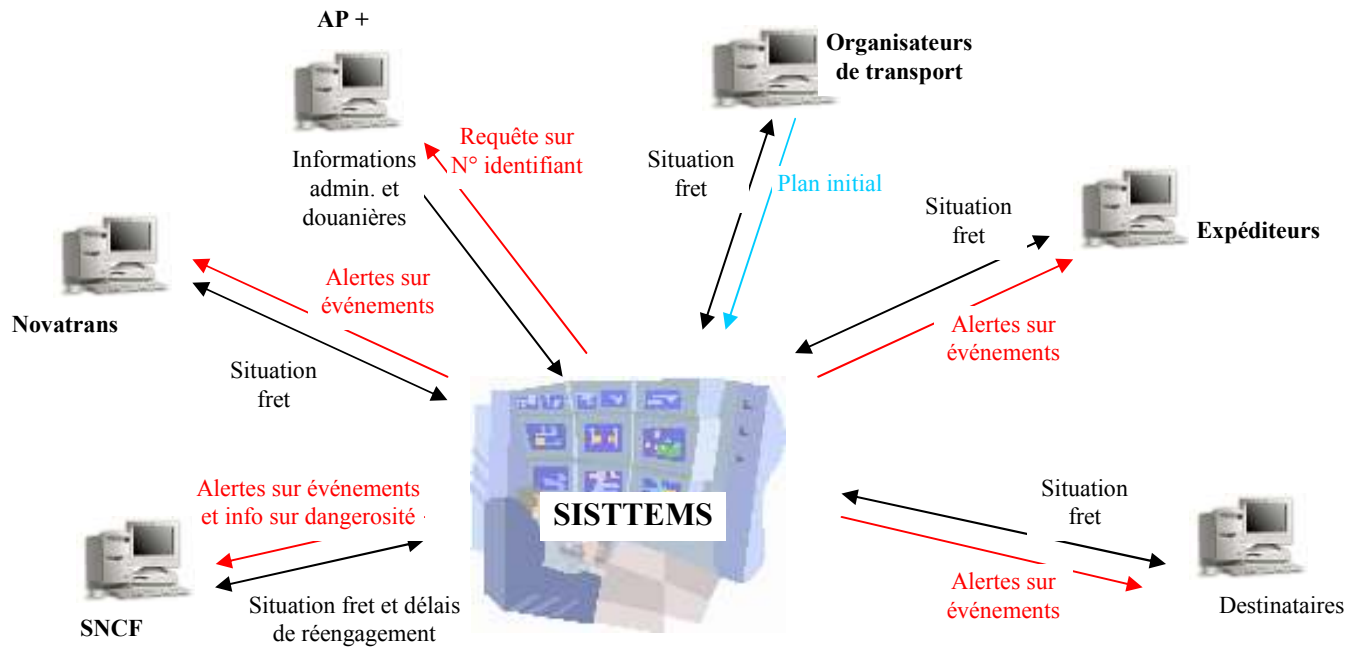 AP +
Organisateurs
de transport
Requête sur
N° identifiant
Informations
admin. et
douanières
Situation
fret
Plan initial
Situation
fret
Expéditeurs
Novatrans
Alertes sur
événements
Situation
fret
Alertes sur
événements
SISTTEMS
Alertes sur événements
et info sur dangerosité
SNCF
Situation fret et délais
de réengagement
Situation
fret
Alertes sur
événements
Destinataires